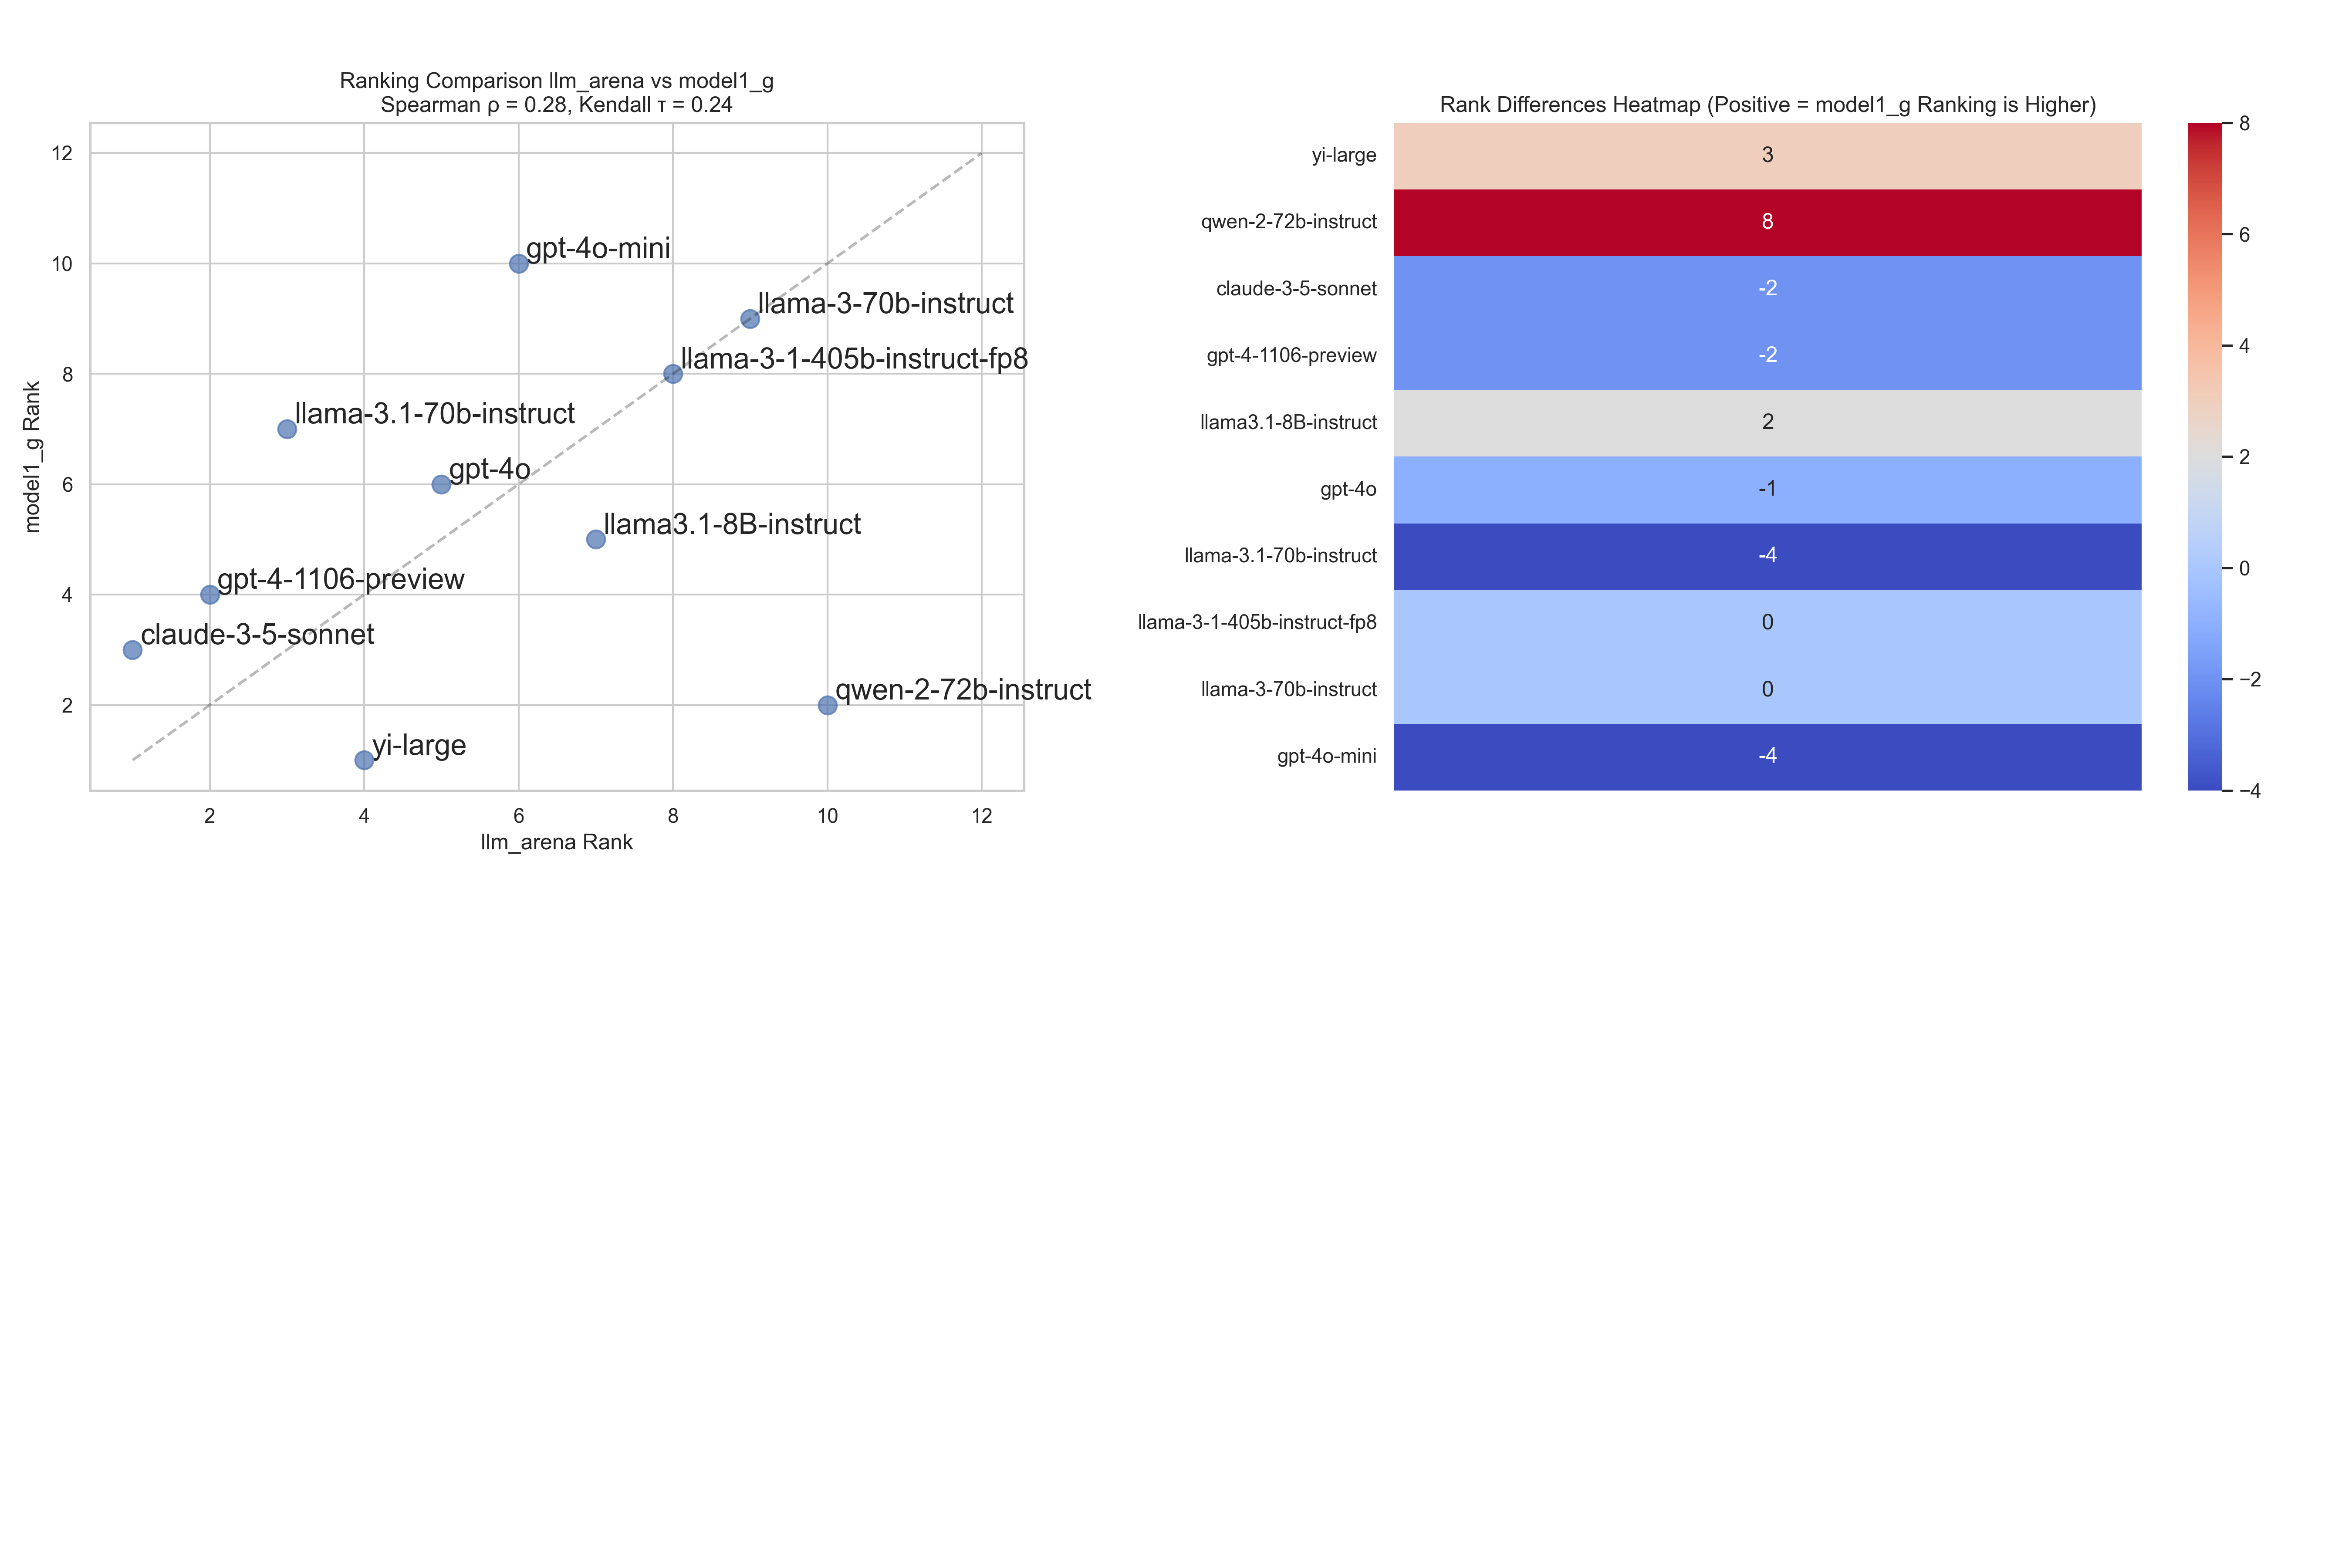 Ranking Comparison llm_arena vs model1_g
Spearman ρ = 0.28, Kendall τ = 0.24
12
10
8
6
4
2
model1_g Rank
gpt-4o-mini
llama-3-70b-instruct
llama-3-1-405b-instruct-fp8
llama-3.1-70b-instruct
gpt-4o
llama3.1-8B-instruct
gpt-4-1106-preview
claude-3-5-sonnet
qwen-2-72b-instruct
yi-large
2 4 6 8 10 12
llm_arena Rank
Rank Differences Heatmap (Positive = model1_g Ranking is Higher)
yi-large 3
qwen-2-72b-instruct 8
claude-3-5-sonnet -2
gpt-4-1106-preview -2
llama3.1-8B-instruct 2
gpt-4o -1
llama-3.1-70b-instruct -4
llama-3-1-405b-instruct-fp8 0
llama-3-70b-instruct 0
gpt-4o-mini -4
8
6
4
2
0
−2
−4